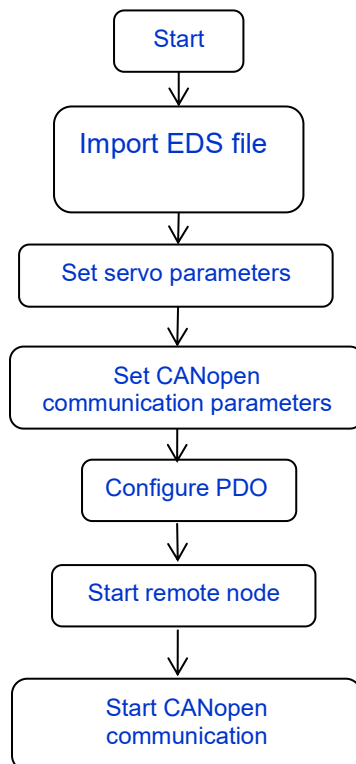 Start
Import EDS file
Set servo parameters
Set CANopen
communication parameters
Configure PDO
Start remote node
Start CANopen
communication